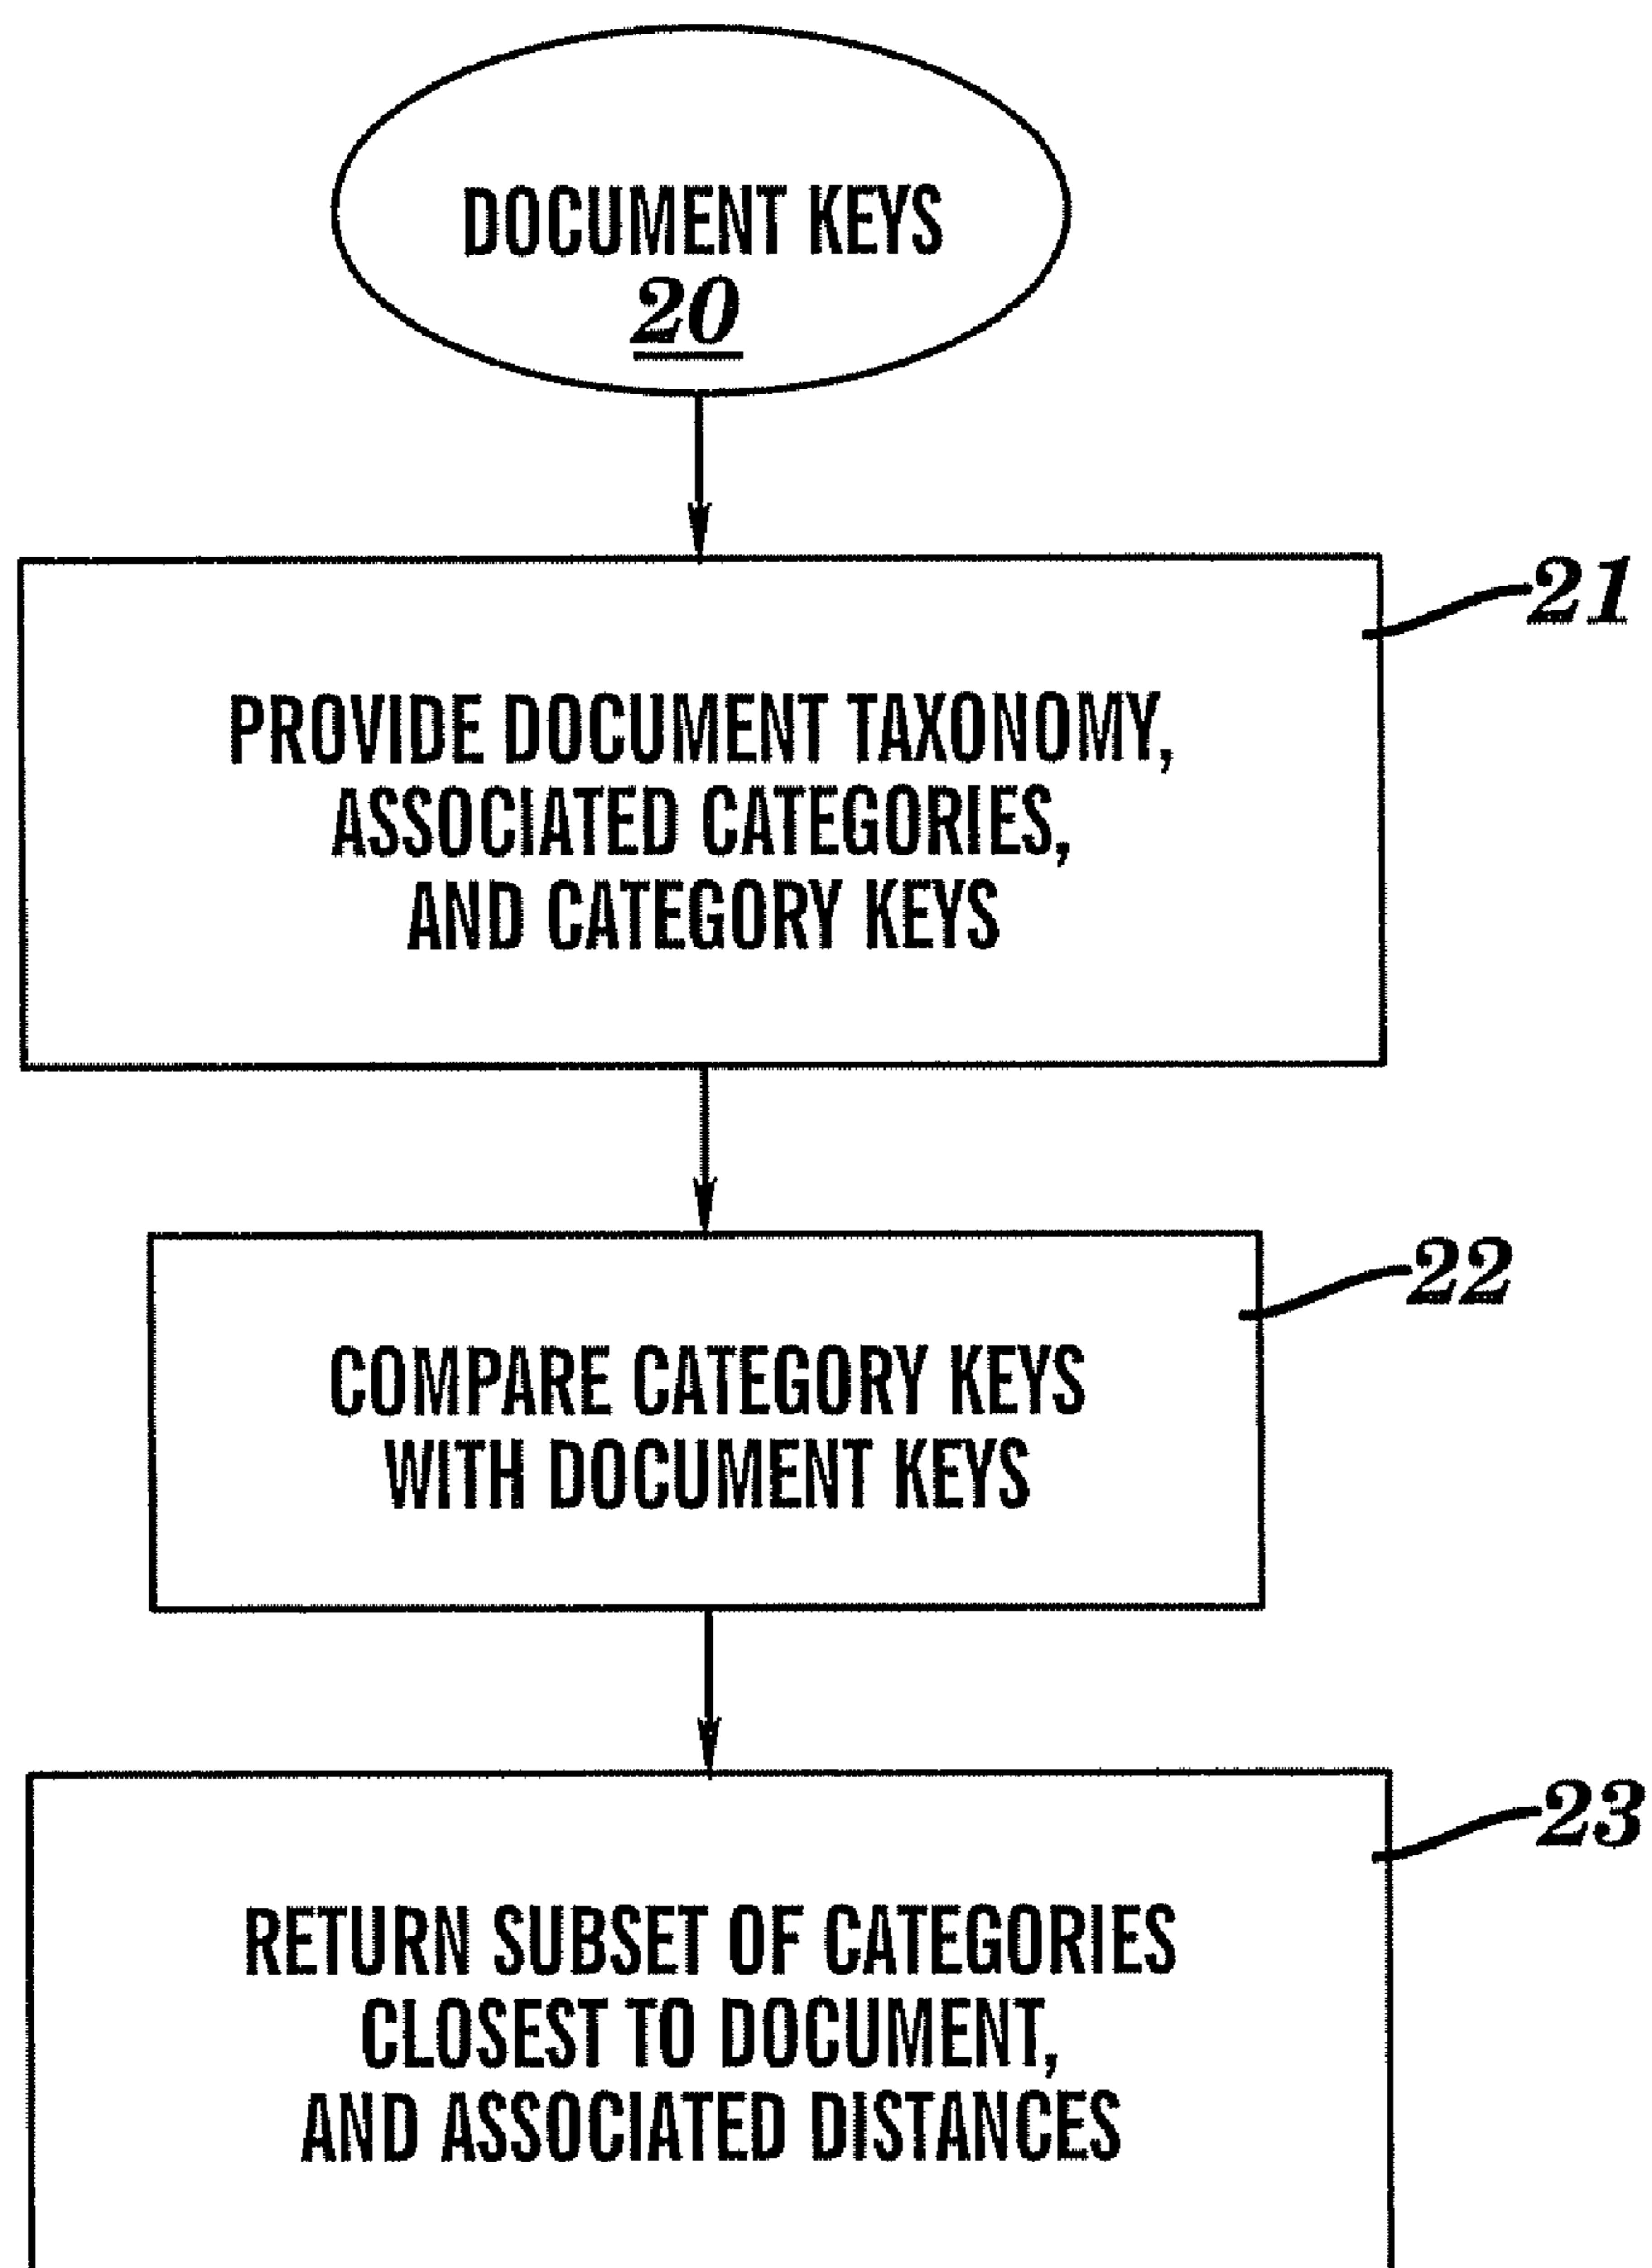 DOCUMENT KEYS
20
21
PROVIDE DOCUMENT TAXONOMY,
ASSOCIATED CATEGORIES,
AND CATEGORY KEYS
22
COMPARE CATEGORY KEYS
WITH DOCUMENT KEYS
23
RETURN SUBSET OF CATEGORIES
CLOSEST TO DOCUMENT,
AND ASSOCIATED DISTANCES